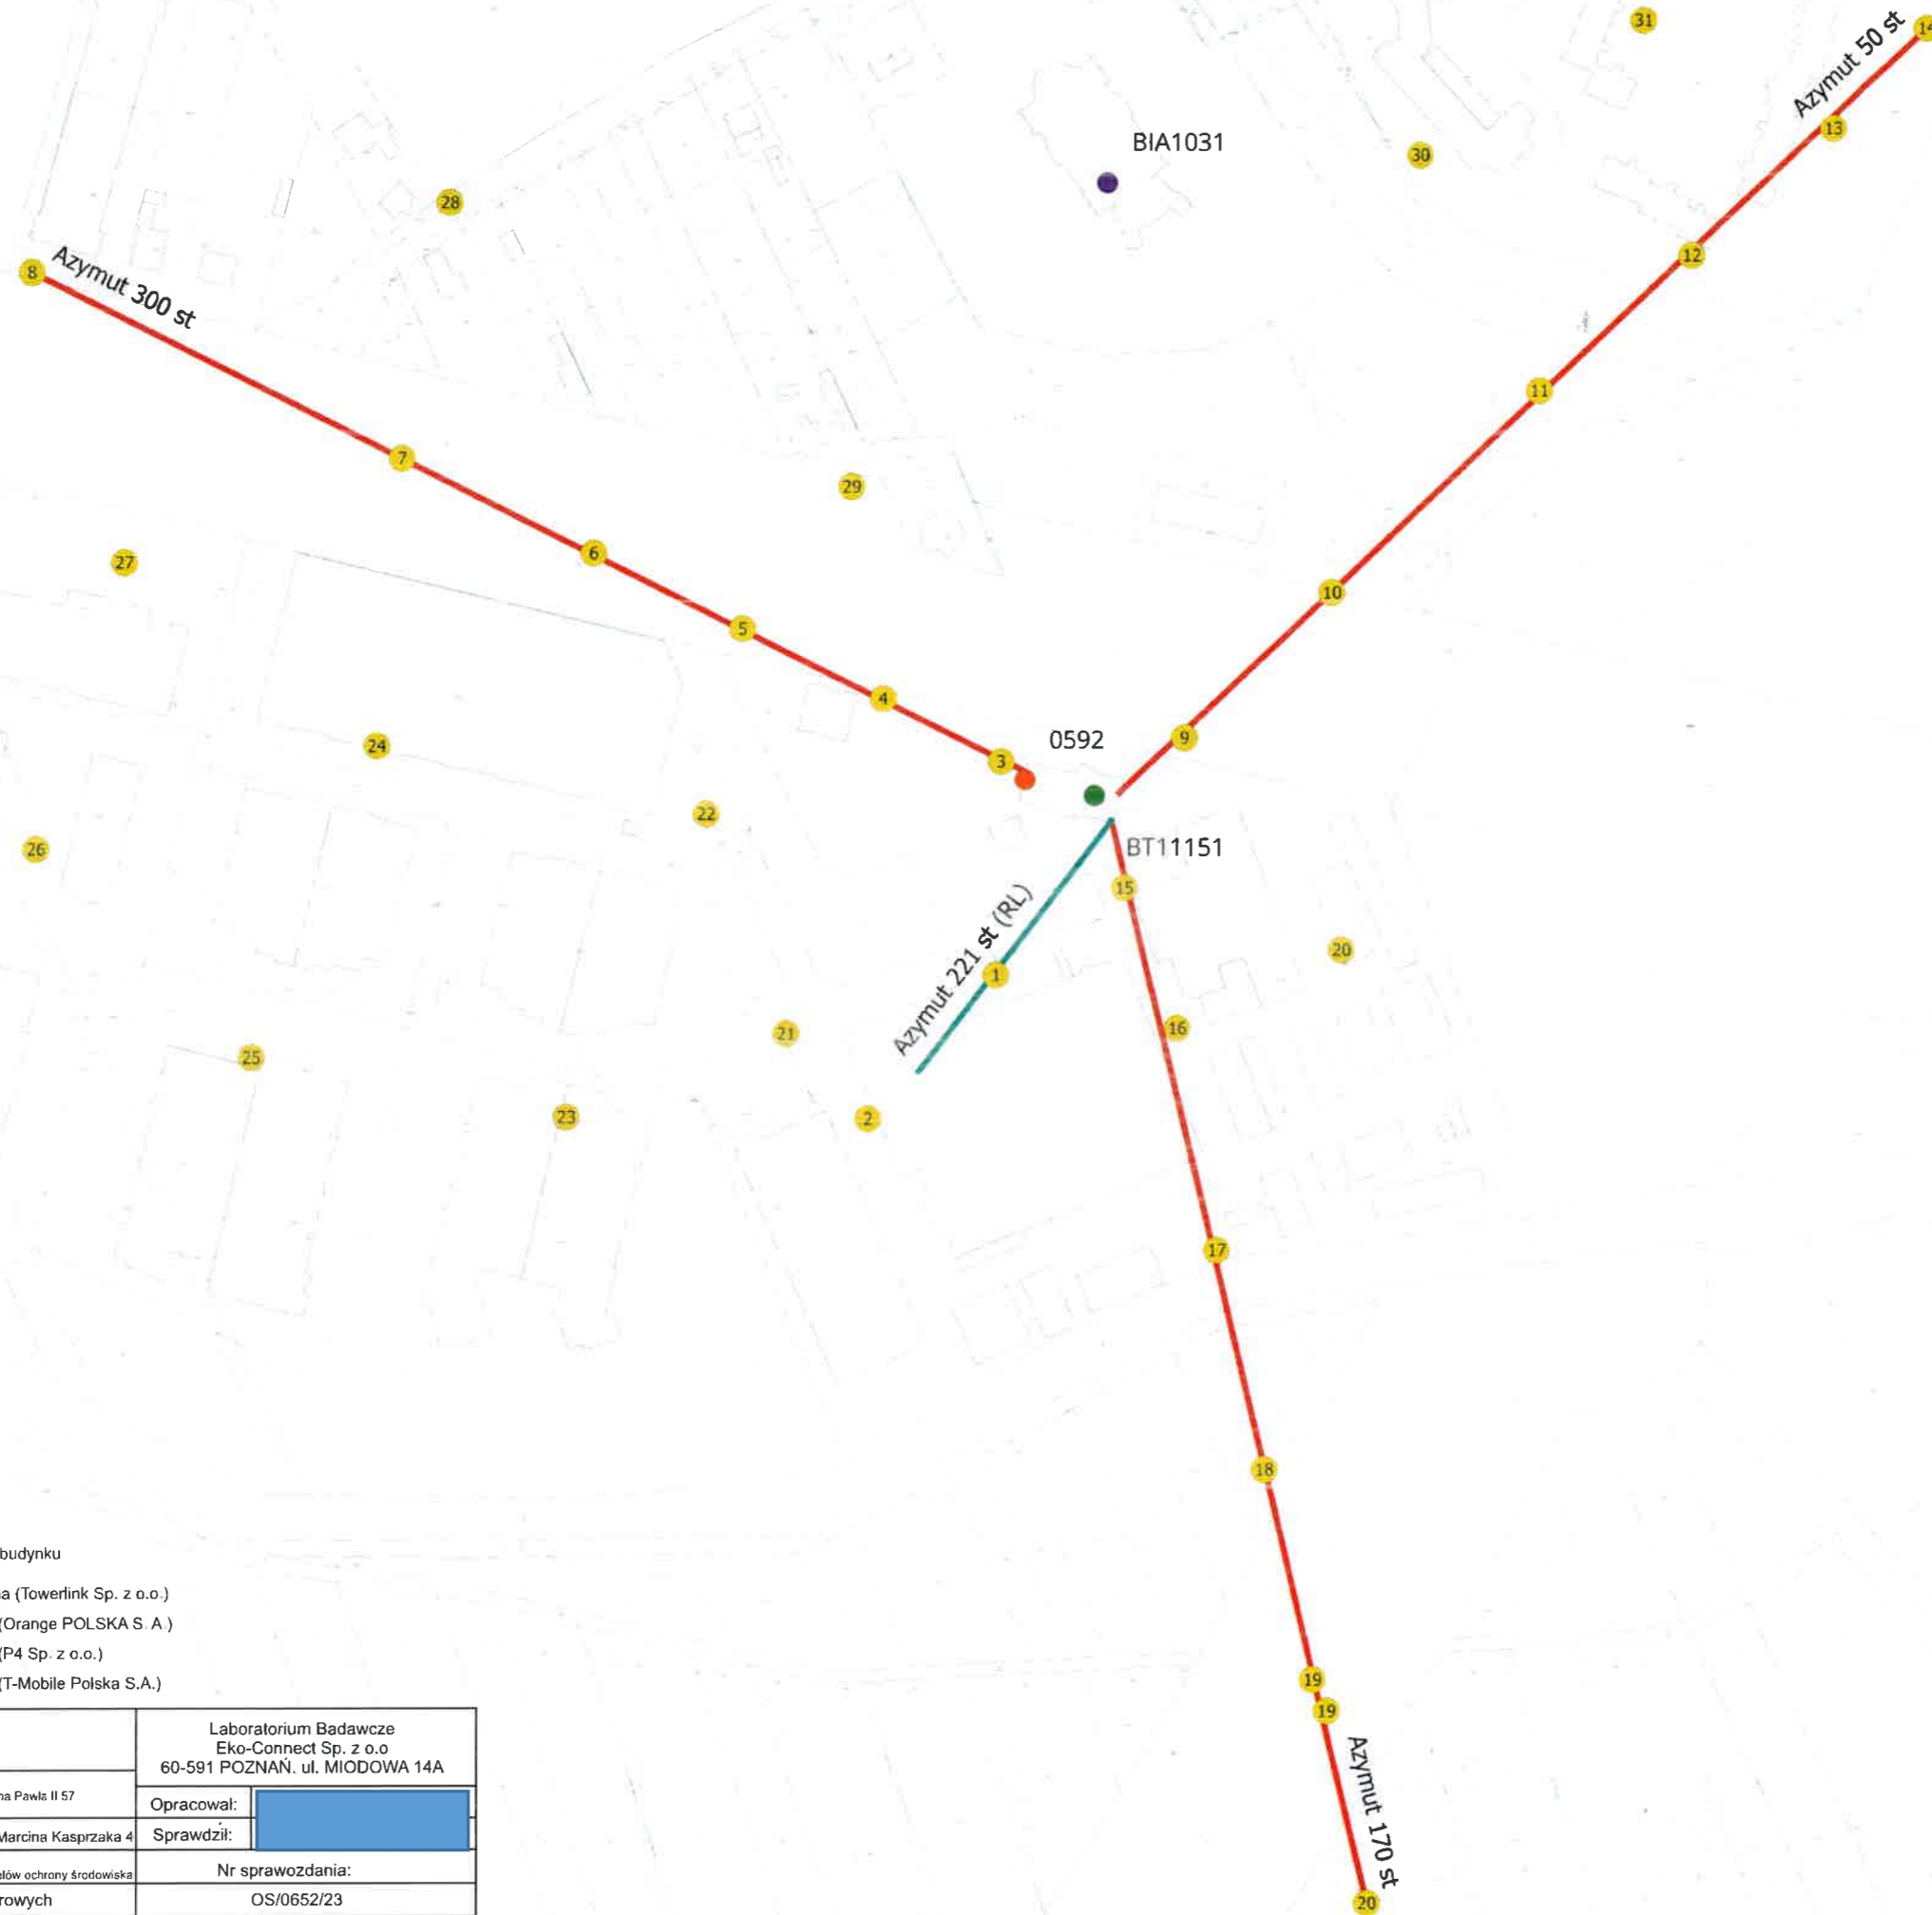 31
14
Azymut 50 st
13
BIA1031
30
28
12
8
Azymut 300 st
11
7
29
6
27
10
5
4
24
9
0592
3
22
26
BT11151
15
Azymut 221 st (RL)
20
1
16
21
25
23
2
17
18
budynku
a (Towerlink Sp. z o.o.)
(Orange POLSKA S. A.)
(P4 Sp. z o.o.)
(T-Mobile Polska S.A.)
19
19
Azymut 170 st
20
Laboratorium Badawcze
Eko-Connect Sp. z o.o
60-591 POZNAŃ. ul. MIODOWA 14A
na Pawła II 57
Opracował:
Marcina Kasprzaka 4
Sprawdził:
elów ochrony środowiska
Nr sprawozdania:
rowych
OS/0652/23